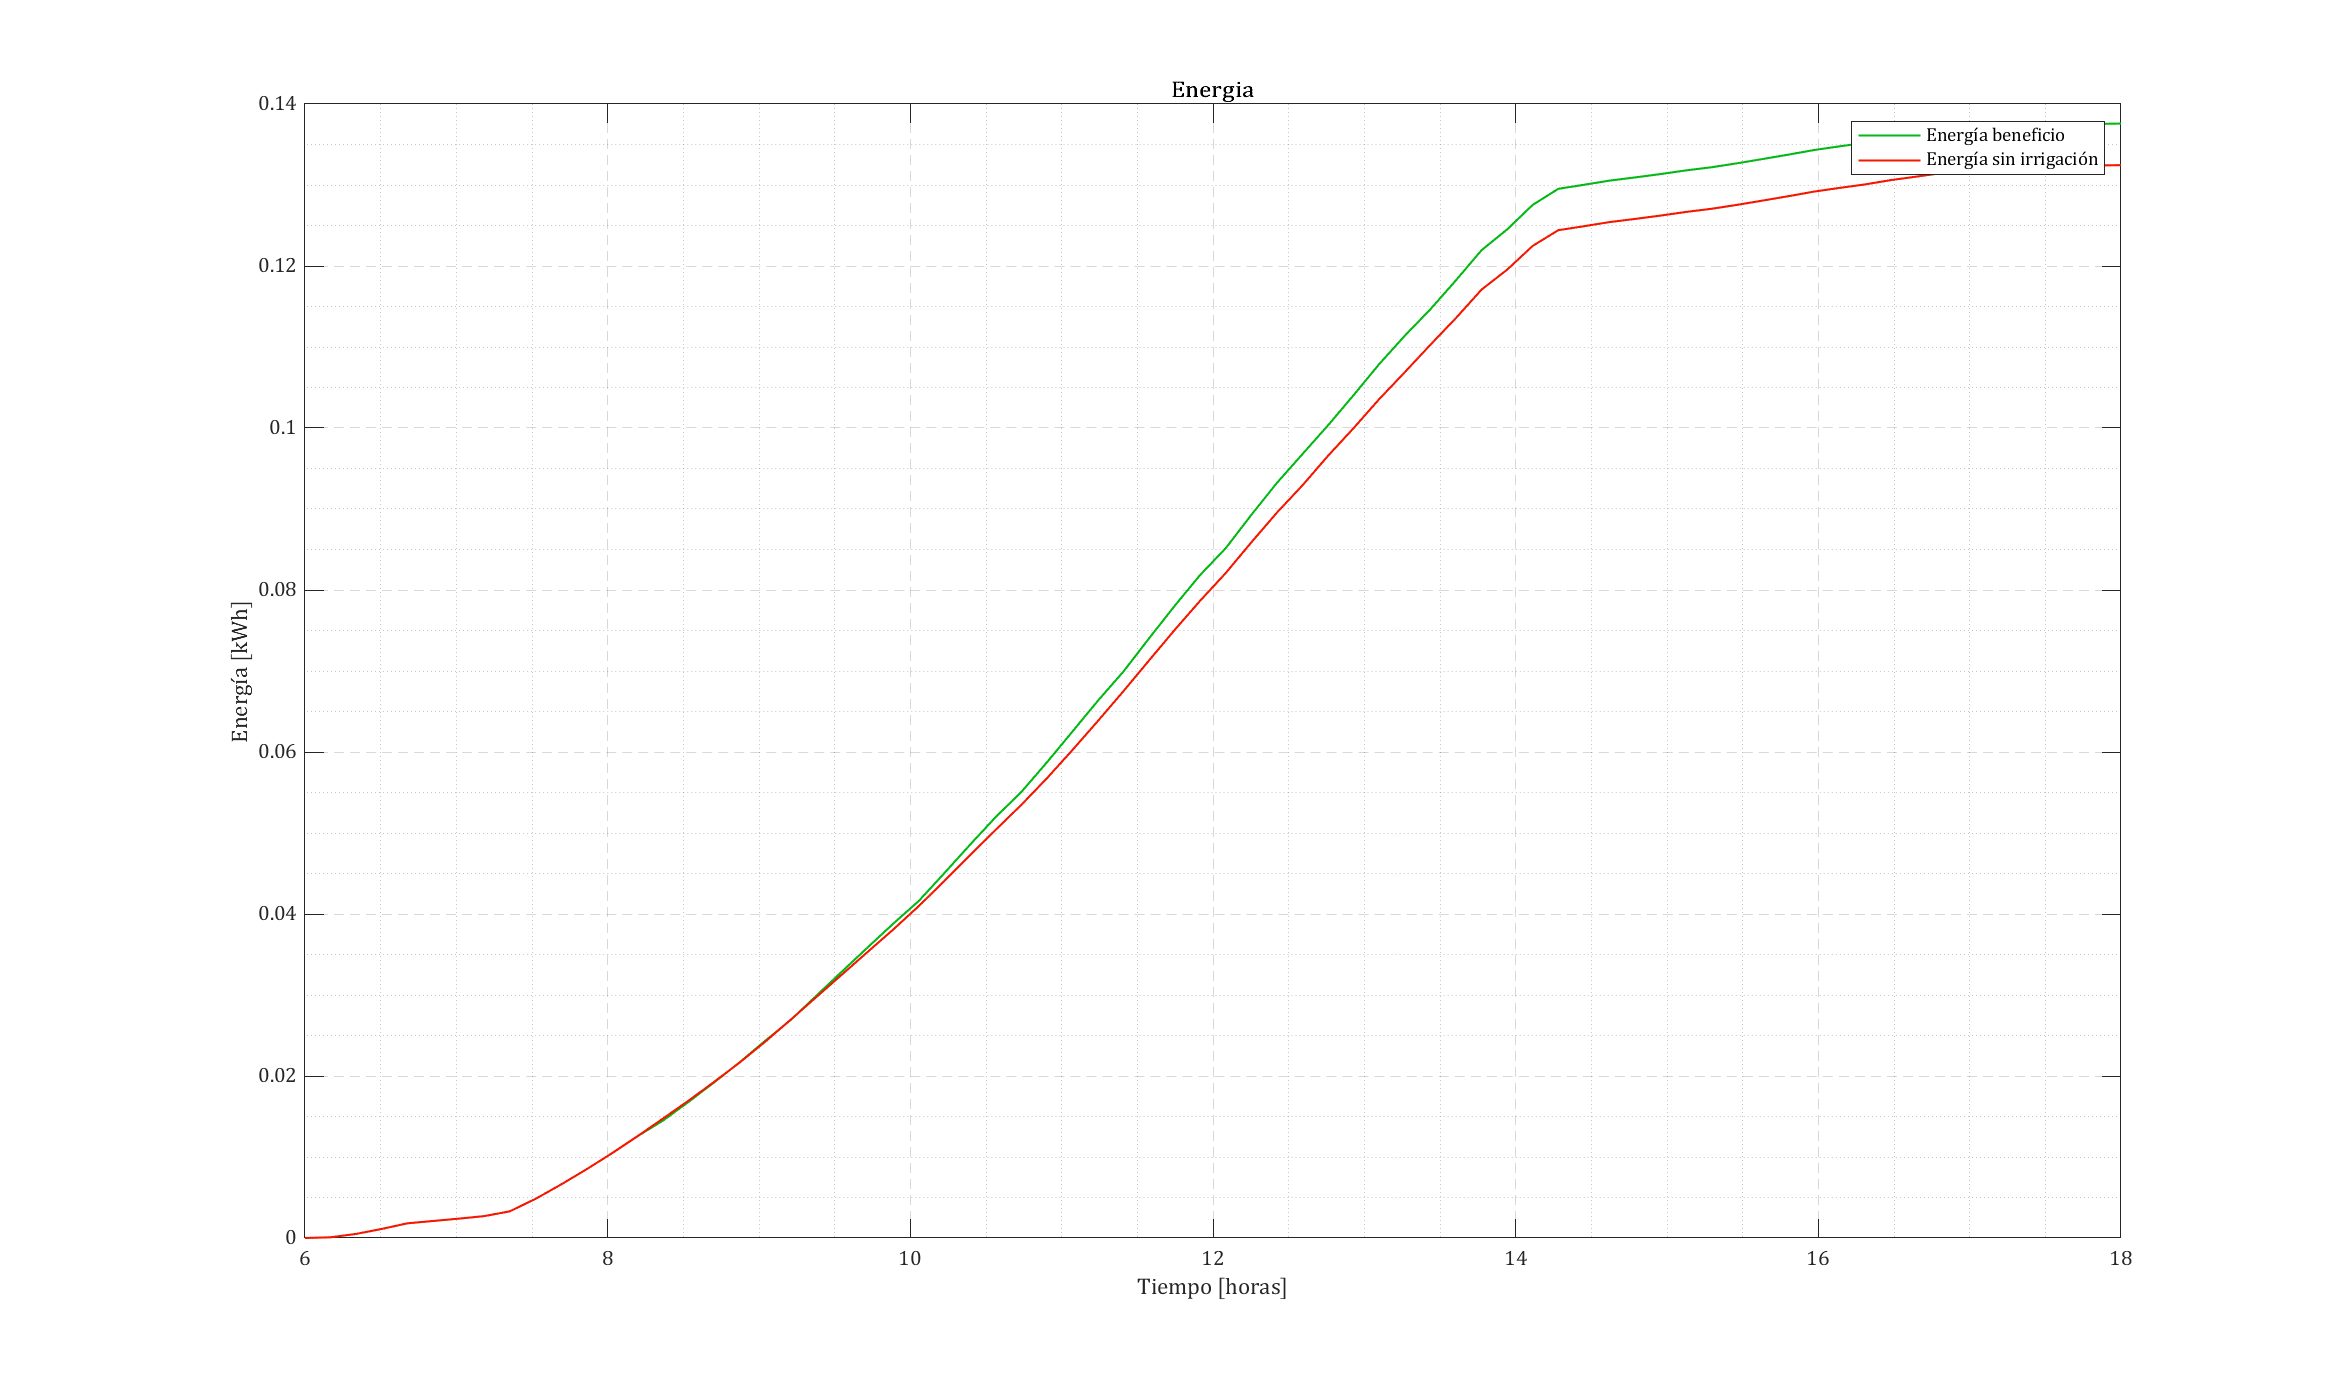 Energia
0.14
0.12
0.1
0.08
0.06
0.04
0.02
0
Energía [kWh]
6 8 10 12 14 16 18
Tiempo [horas]
Energía beneficio
Energía sin irrigación